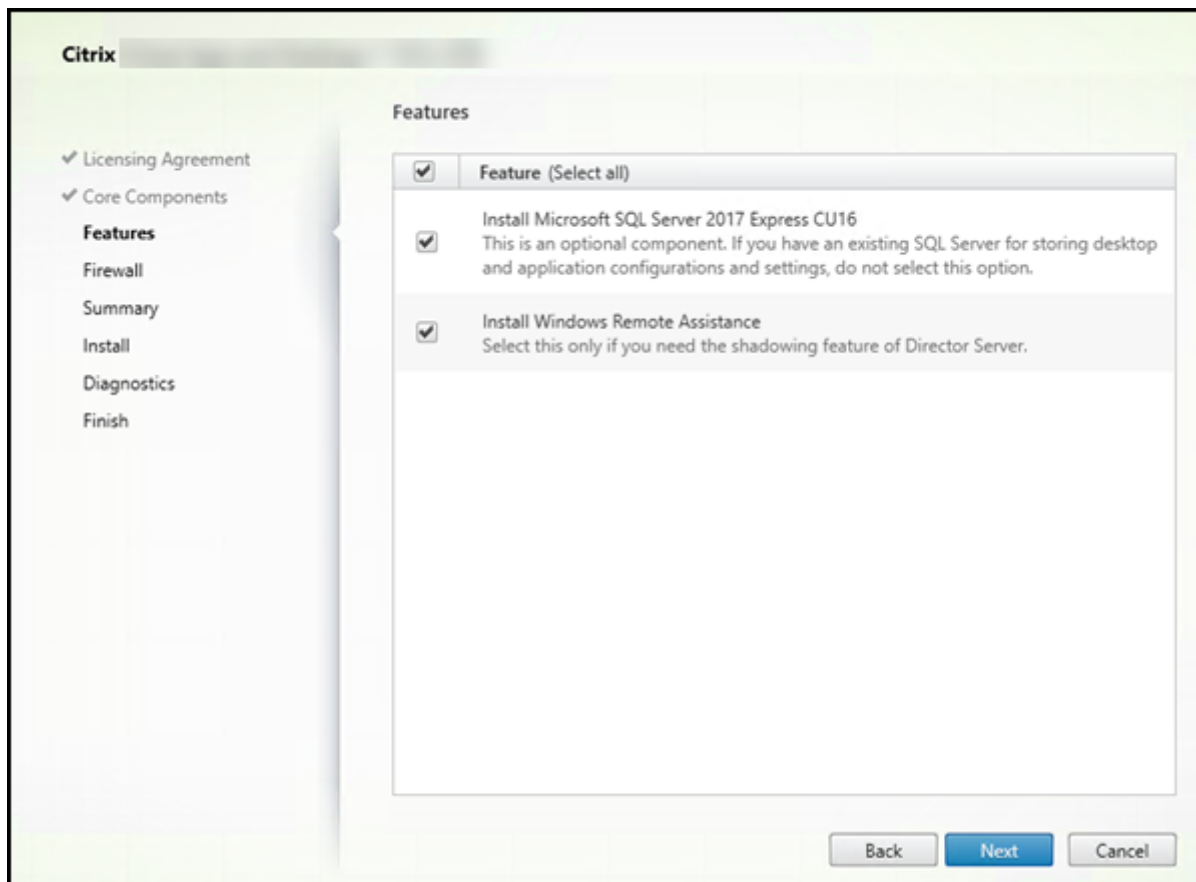 Citrix
Features
Licensing Agreement
Core Components
Features
Firewall
Summary
Install
Diagnostics
Finish
Feature (Select all)
Install Microsoft SQL Server 2017 Express CU16
This is an optional component. If you have an existing SQL Server for storing desktop
and application configurations and settings, do not select this option.
Install Windows Remote Assistance
Select this only if you need the shadowing feature of Director Server.
Back
Next
Cancel